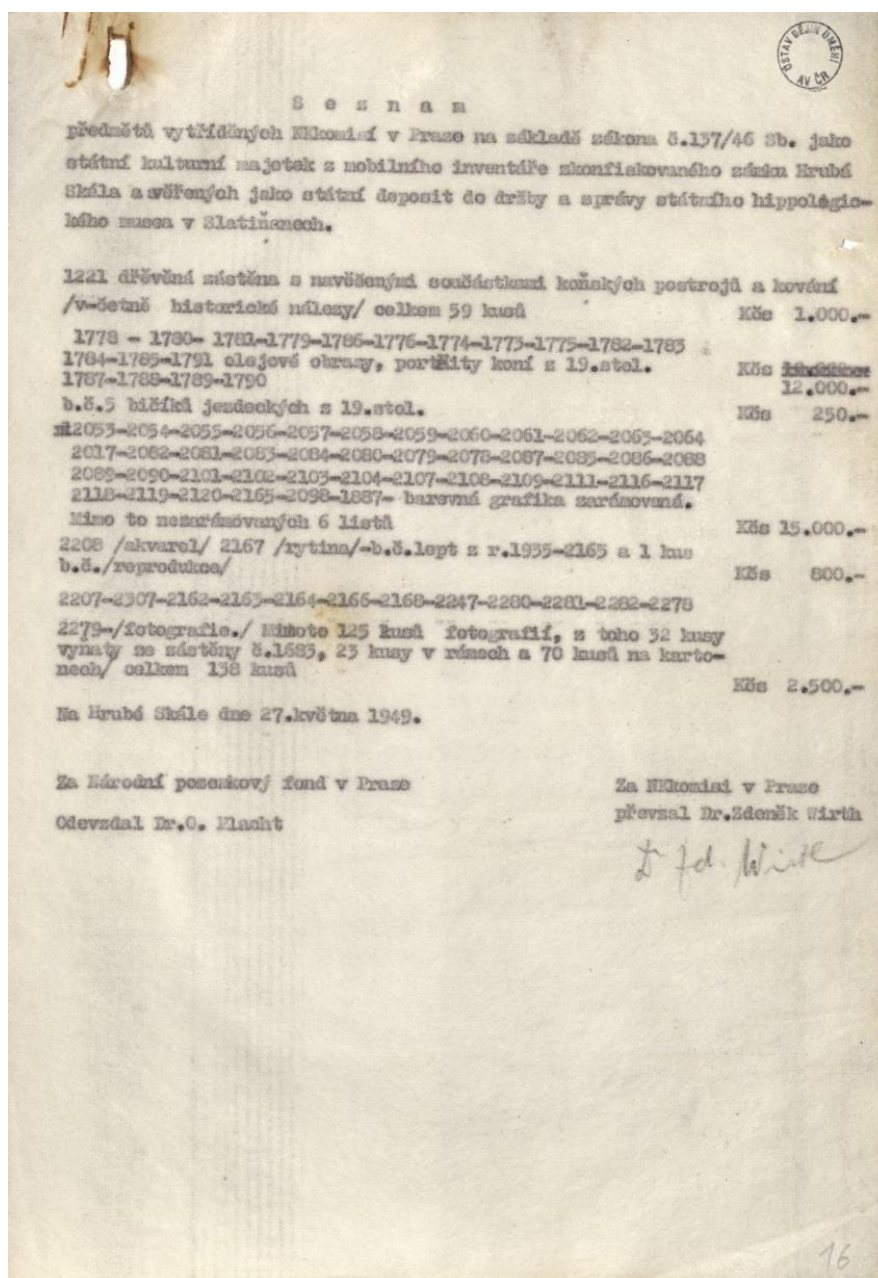 ÚSTAV DĚJIN UMĚNÍ
AV ČR
S e z n a m
předmětů vytříděných NKkomisí v Praze na základě zákona č.137/46 Sb. jako
státní kulturní majetek z mobilního inventáře zkonfiskovaného zámku Hrubá
Skála a svěřených jako státní deposit do držby a správy státního hippologic-
kého musea v Slatiňanech.
1221 dřěvěná zástěna s navěšenými součástkami koňských postrojů a kování
/včetně historické nálezy/ celkem 59 kusů Kčs 1.000.-
1778 - 1780- 1781-1779-1786-1776-1774-1773-1775-1782-1783
1784-1785-1791 olejové obrazy, portréity koní z 19.stol. Kčs
1787-1788-1789-1790 12.000.-
b.č.5 bičíků jezdeckých z 19.stol. Kčs 250.-
2053-2054-2055-2056-2057-2058-2059-2060-2061-2062-2063-2064
2017-2082-2081-2083-2084-2080-2079-2078-2087-2085-2086-2088
2089-2090-2101-2102-2103-2104-2107-2108-2109-2111-2116-2117
2118-2119-2120-2165-2098-1887- barevná grafika zarámovaná.
Mimo to nezarámovaných 6 listů Kčs 15.000.-
2208 /akvarel/ 2167 /rytina/-b.č.lept z r.1935-2165 a 1 kus
b.č./reprodukce/ Kčs 800.-
2207-2307-2162-2163-2164-2166-2168-2247-2280-2281-2282-2278
2279-/fotografie./ Mimoto 125 kusů fotografií, z toho 32 kusy
vyňaty ze zástěny č.1683, 23 kusy v rámech a 70 kusů na karto-
nech/ celkem 138 kusů
Kčs 2.500.-
Na Hrubé Skále dne 27.května 1949.
Za Národní pozemkový fond v Praze Za NKkomisi v Praze
Odevzdal Dr.O. Placht převzal Dr.Zdeněk Wirth
Wirth
16